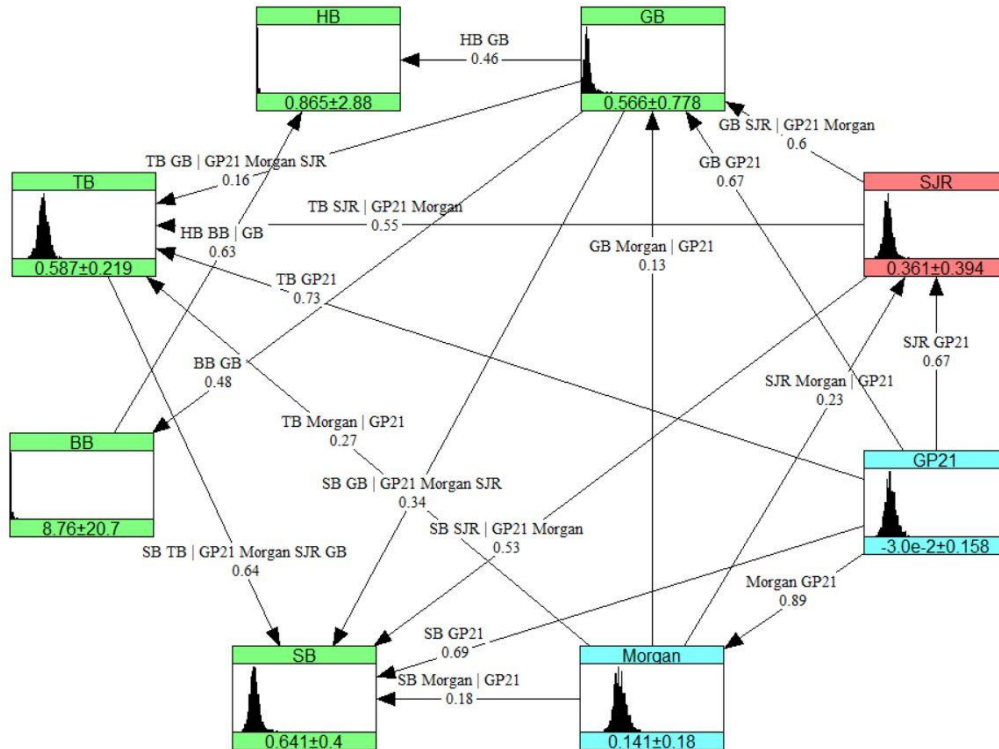 HB
0.865±2.88
GB
0.566±0.778
HB GB
0.46
GB SJR | GP21 Morgan
0.6
TB GB | GP21 Morgan SJR
0.16
GB GP21
0.67
TB
0.587±0.219
SJR
0.361±0.394
TB SJR | GP21 Morgan
0.55
HB BB | GB
0.63
GB Morgan | GP21
0.13
TB GP21
0.73
SJR GP21
0.67
BB GB
0.48
SJR Morgan | GP21
0.23
TB Morgan | GP21
0.27
BB
8.76±20.7
GP21
-3.0e-2±0.158
SB GB | GP21 Morgan SJR
0.34
SB SJR | GP21 Morgan
0.53
SB TB | GP21 Morgan SJR GB
0.64
Morgan GP21
0.89
SB GP21
0.69
SB Morgan | GP21
0.18
SB
0.641±0.4
Morgan
0.141±0.18